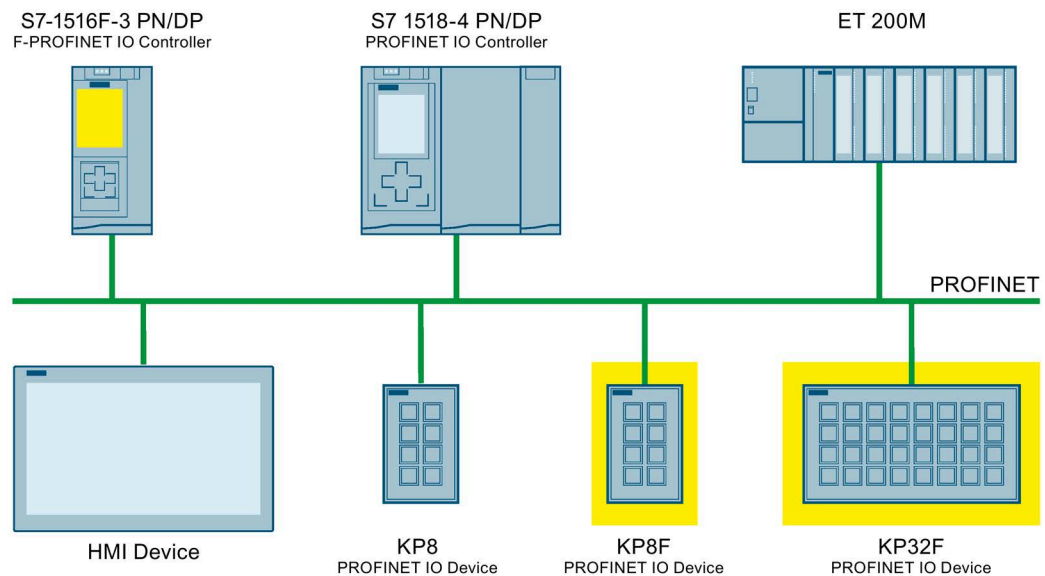 S7-1516F-3 PN/DP
F-PROFINET IO Controller
S7 1518-4 PN/DP
PROFINET IO Controller
ET 200M
PROFINET
HMI Device
KP8
PROFINET IO Device
KP8F
PROFINET IO Device
KP32F
PROFINET IO Device